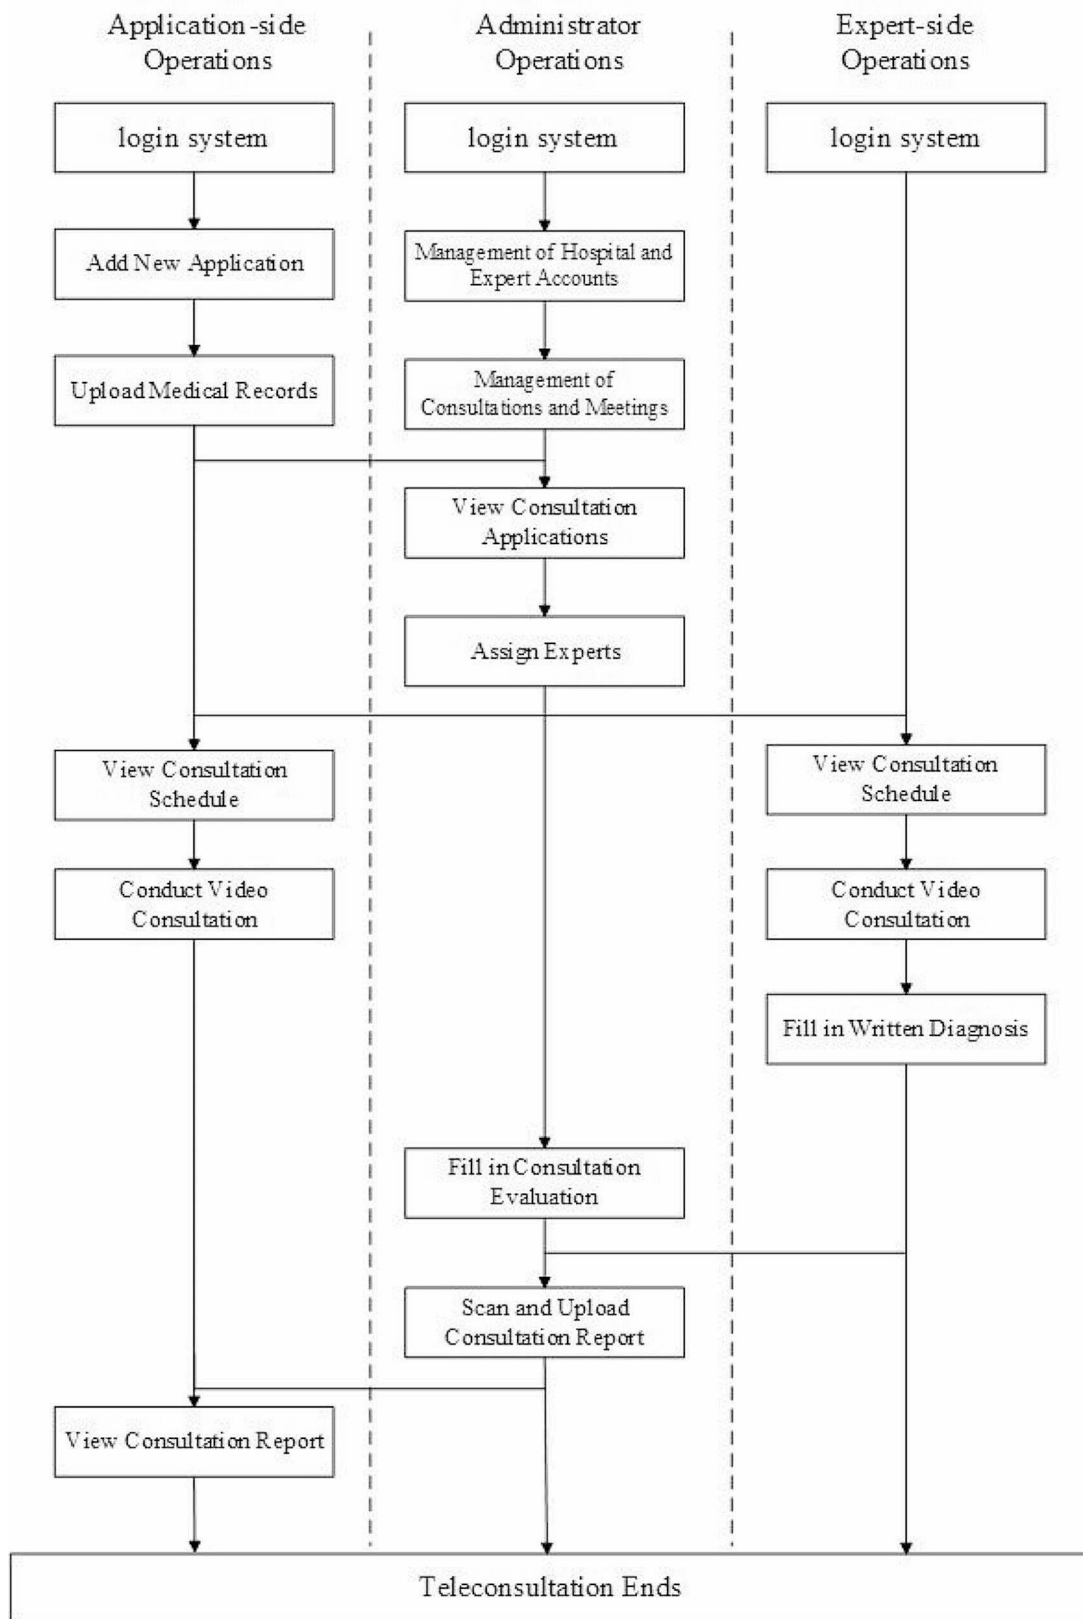 Application-side
Operations
Administrator
Operations
Expert-side
Operations
login system
login system
login system
Add New Application
Management of Hospital and
Expert Accounts
Upload Medical Records
Management of
Consultations and Meetings
View Consultation
Applications
Assign Experts
View Consultation
Schedule
View Consultation
Schedule
Conduct Video
Consultation
Conduct Video
Consultation
Fill in Written Diagnosis
Fill in Consultation
Evaluation
Scan and Upload
Consultation Report
View Consultation Report
Teleconsultation Ends